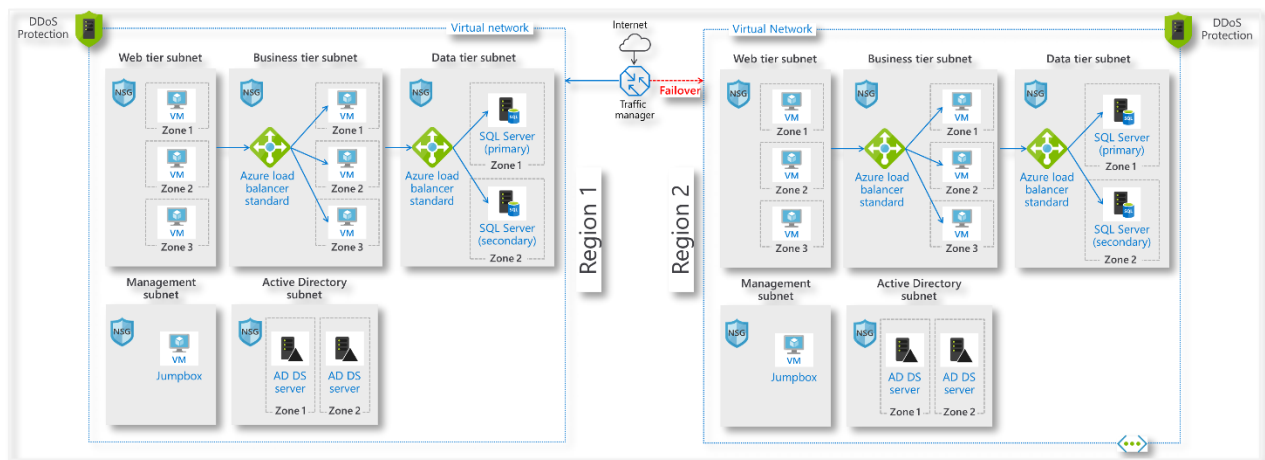 DDoS
Protection
Virtual network
Internet
Traffic
manager
Failover
Virtual Network
DDoS
Protection
Web tier subnet
Business tier subnet
Data tier subnet
NSG
VM
Zone 1
VM
Zone 2
VM
Zone 3
NSG
Azure load
balancer
standard
VM
Zone 1
VM
Zone 2
VM
Zone 3
NSG
Azure load
balancer
standard
SQL
SQL Server
(primary)
Zone 1
SQL
SQL Server
(secondary)
Zone 2
Management
subnet
NSG
VM
Jumpbox
Active Directory
subnet
NSG
AD DS
server
Zone 1
AD DS
server
Zone 2
Region 1
Region 2
Web tier subnet
Business tier subnet
Data tier subnet
NSG
VM
Zone 1
VM
Zone 2
VM
Zone 3
NSG
Azure load
balancer
standard
VM
Zone 1
VM
Zone 2
VM
Zone 3
NSG
Azure load
balancer
standard
SQL
SQL Server
(primary)
Zone 1
SQL
SQL Server
(secondary)
Zone 2
Management
subnet
NSG
VM
Jumpbox
Active Directory
subnet
NSG
AD DS
server
Zone 1
AD DS
server
Zone 2